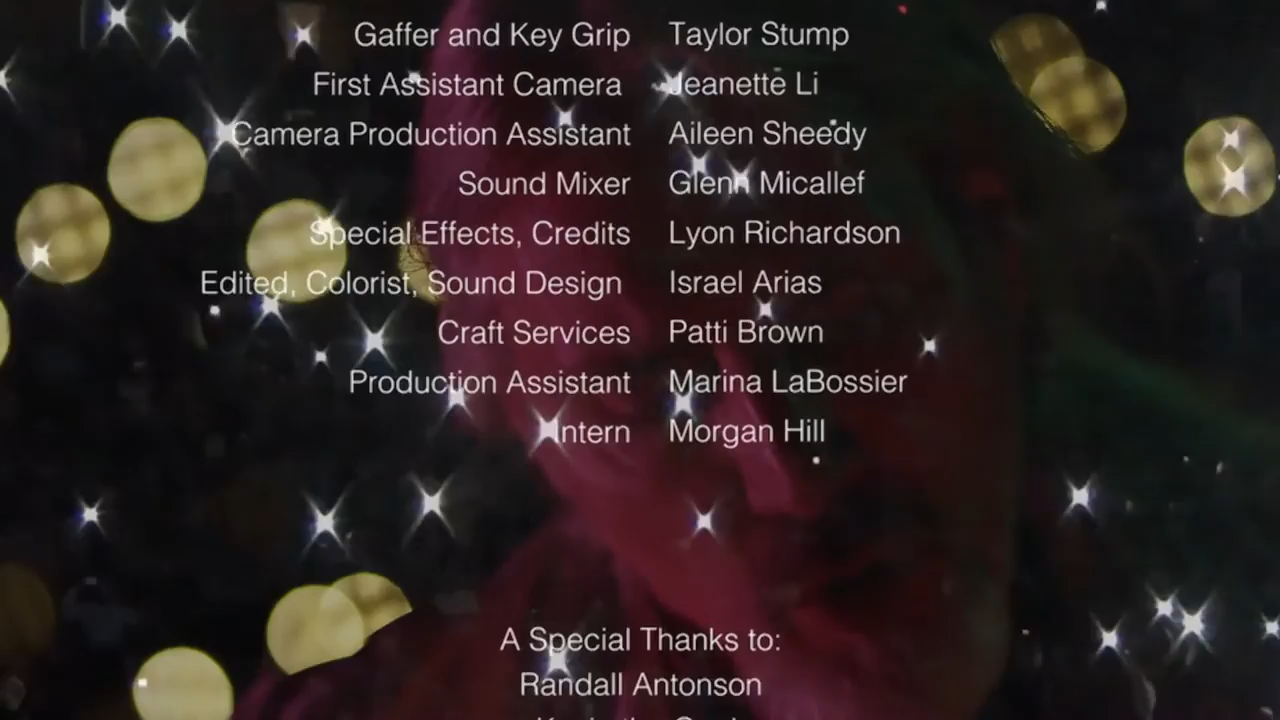 Gaffer and Key Grip Taylor Stump
First Assistant Camera Jeanette Li
Camera Production Assistant Aileen Sheedy
Sound Mixer Glenn Micallef
Special Effects, Credits Lyon Richardson
Edited, Colorist, Sound Design Israel Arias
Craft Services Patti Brown
Production Assistant Marina LaBossier
Intern Morgan Hill
A Special Thanks to:
Randall Antonson